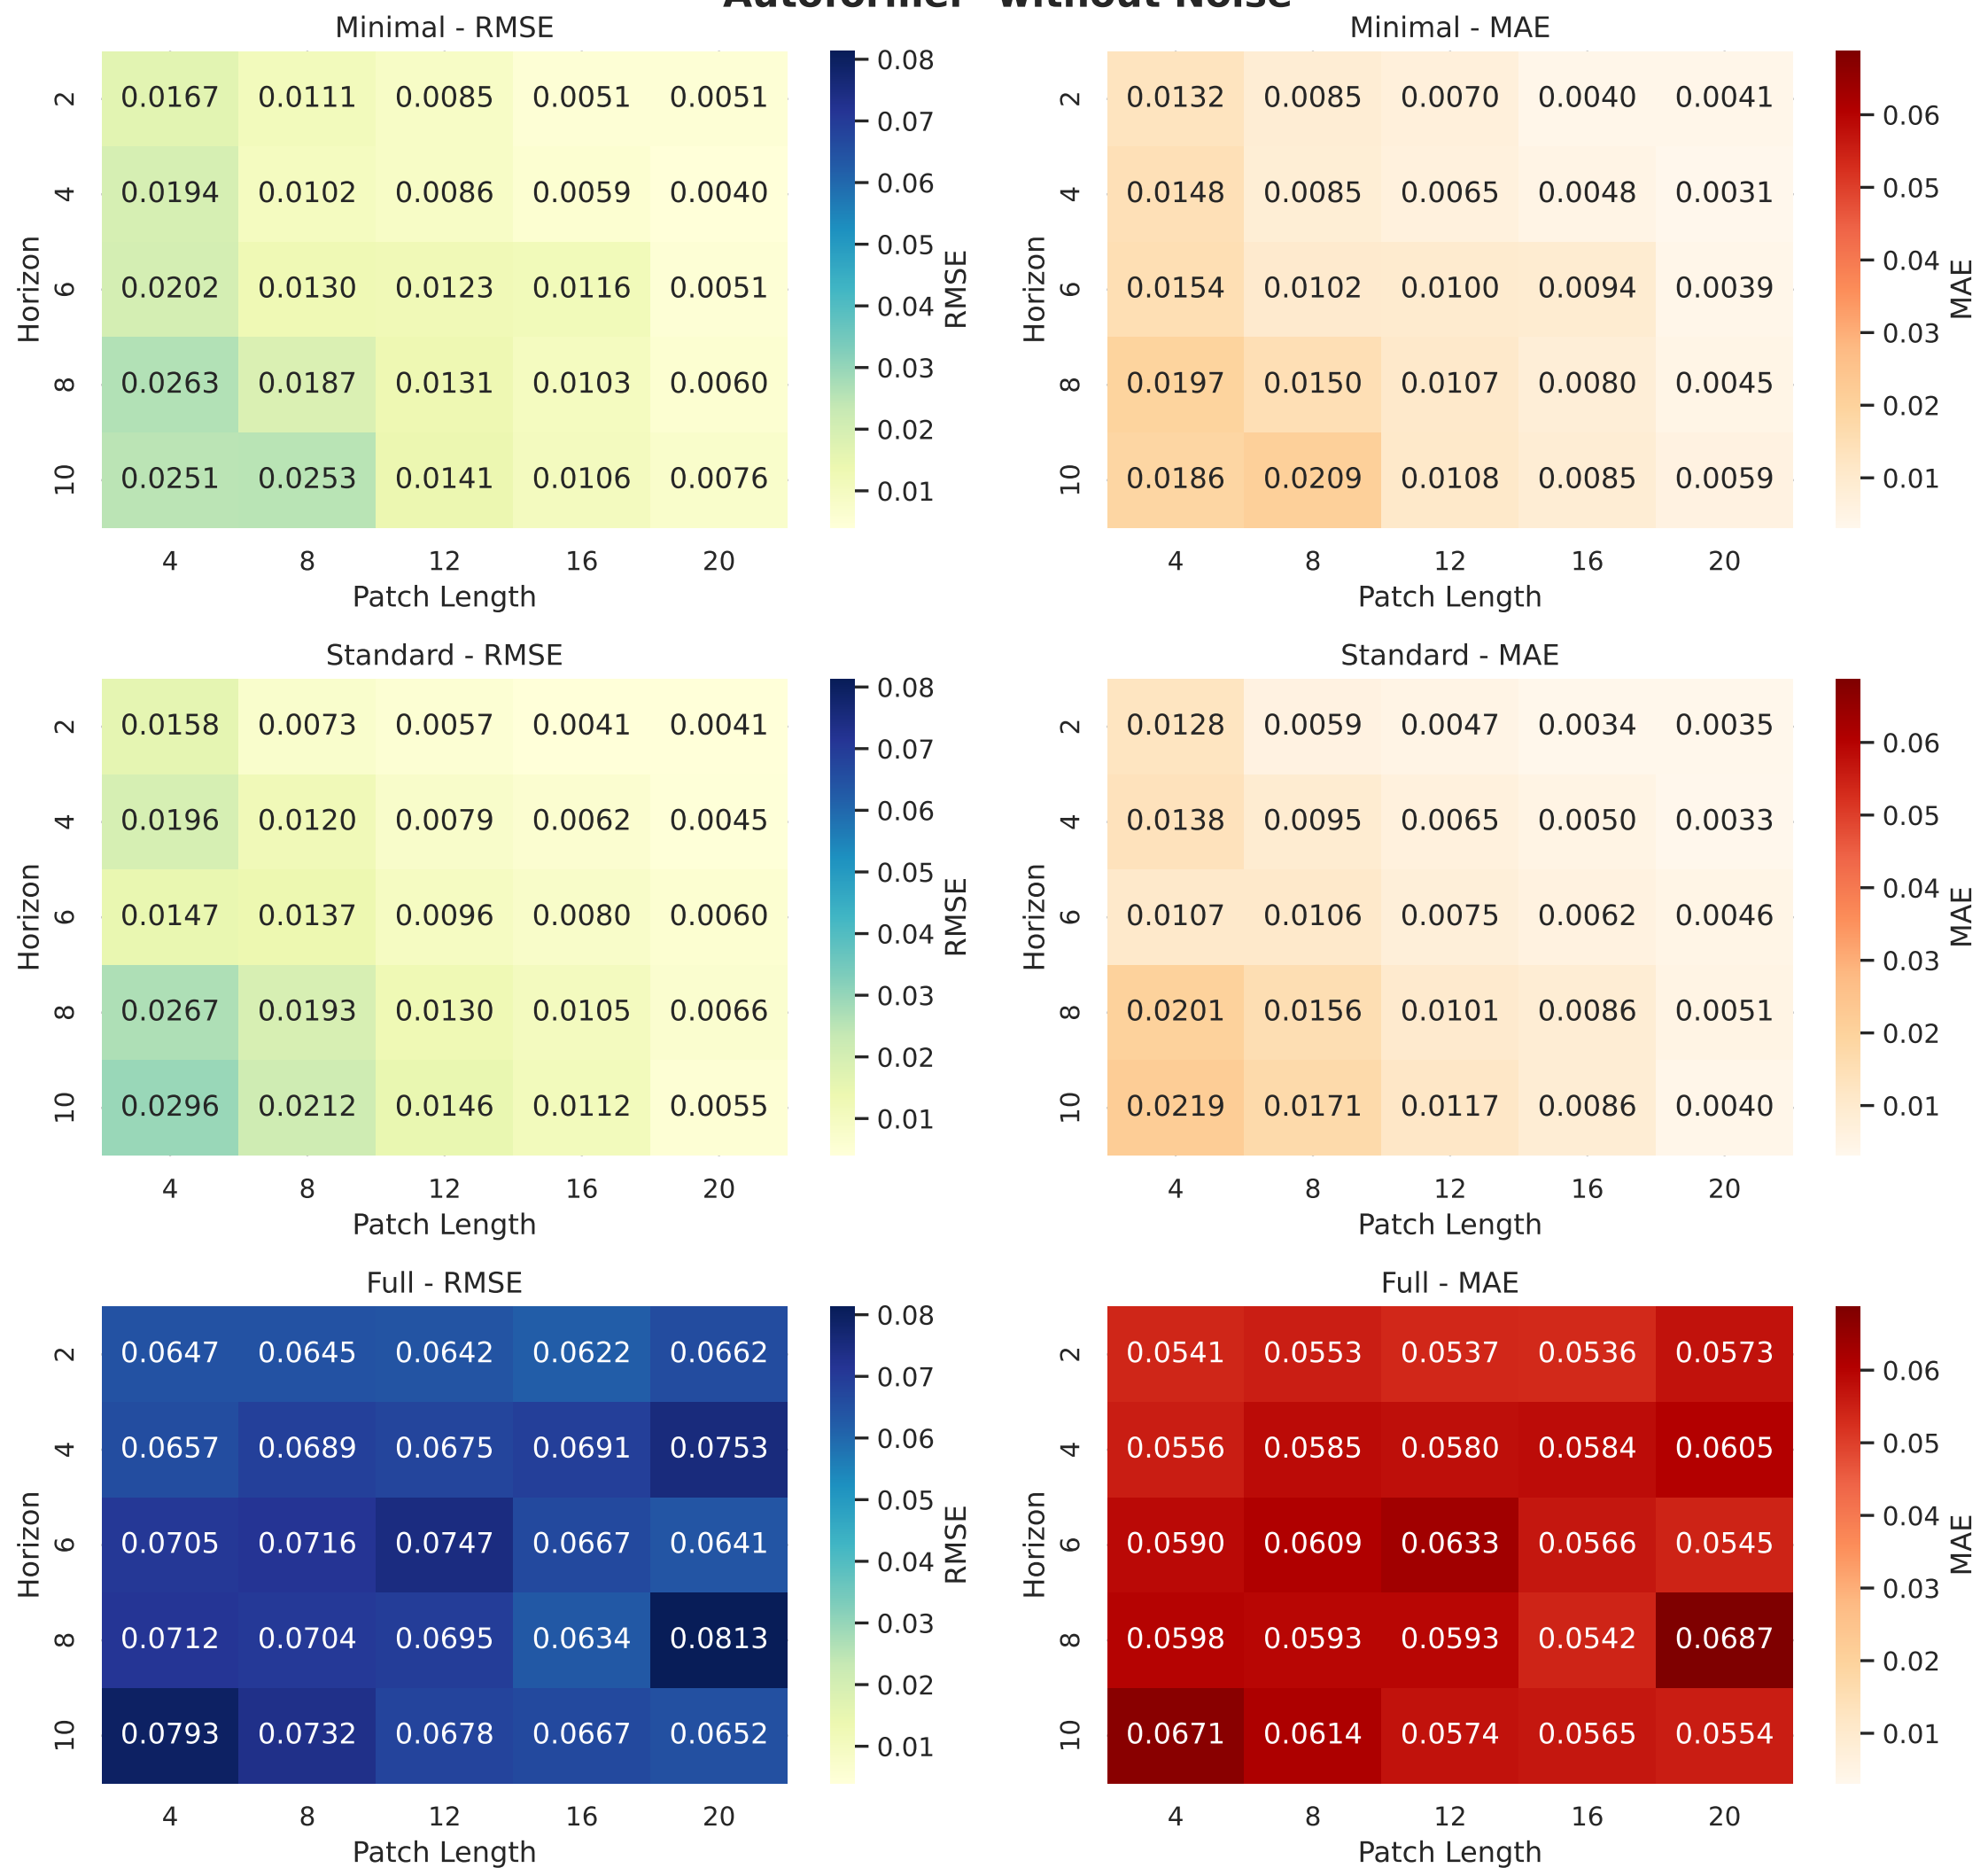 Autoformer without Noise
Minimal - RMSE
0.0167 0.0111 0.0085 0.0051 0.0051
0.0194 0.0102 0.0086 0.0059 0.0040
0.0202 0.0130 0.0123 0.0116 0.0051
0.0263 0.0187 0.0131 0.0103 0.0060
0.0251 0.0253 0.0141 0.0106 0.0076
2
4
6
8
10
Horizon
4 8 12 16 20
Patch Length
0.08
0.07
0.06
0.05
0.04
0.03
0.02
0.01
RMSE
Minimal - MAE
0.0132 0.0085 0.0070 0.0040 0.0041
0.0148 0.0085 0.0065 0.0048 0.0031
0.0154 0.0102 0.0100 0.0094 0.0039
0.0197 0.0150 0.0107 0.0080 0.0045
0.0186 0.0209 0.0108 0.0085 0.0059
2
4
6
8
10
Horizon
4 8 12 16 20
Patch Length
0.06
0.05
0.04
0.03
0.02
0.01
MAE
Standard - RMSE
0.0158 0.0073 0.0057 0.0041 0.0041
0.0196 0.0120 0.0079 0.0062 0.0045
0.0147 0.0137 0.0096 0.0080 0.0060
0.0267 0.0193 0.0130 0.0105 0.0066
0.0296 0.0212 0.0146 0.0112 0.0055
2
4
6
8
10
Horizon
4 8 12 16 20
Patch Length
0.08
0.07
0.06
0.05
0.04
0.03
0.02
0.01
RMSE
Standard - MAE
0.0128 0.0059 0.0047 0.0034 0.0035
0.0138 0.0095 0.0065 0.0050 0.0033
0.0107 0.0106 0.0075 0.0062 0.0046
0.0201 0.0156 0.0101 0.0086 0.0051
0.0219 0.0171 0.0117 0.0086 0.0040
2
4
6
8
10
Horizon
4 8 12 16 20
Patch Length
0.06
0.05
0.04
0.03
0.02
0.01
MAE
Full - RMSE
0.0647 0.0645 0.0642 0.0622 0.0662
0.0657 0.0689 0.0675 0.0691 0.0753
0.0705 0.0716 0.0747 0.0667 0.0641
0.0712 0.0704 0.0695 0.0634 0.0813
0.0793 0.0732 0.0678 0.0667 0.0652
2
4
6
8
10
Horizon
4 8 12 16 20
Patch Length
0.08
0.07
0.06
0.05
0.04
0.03
0.02
0.01
RMSE
Full - MAE
0.0541 0.0553 0.0537 0.0536 0.0573
0.0556 0.0585 0.0580 0.0584 0.0605
0.0590 0.0609 0.0633 0.0566 0.0545
0.0598 0.0593 0.0593 0.0542 0.0687
0.0671 0.0614 0.0574 0.0565 0.0554
2
4
6
8
10
Horizon
4 8 12 16 20
Patch Length
0.06
0.05
0.04
0.03
0.02
0.01
MAE